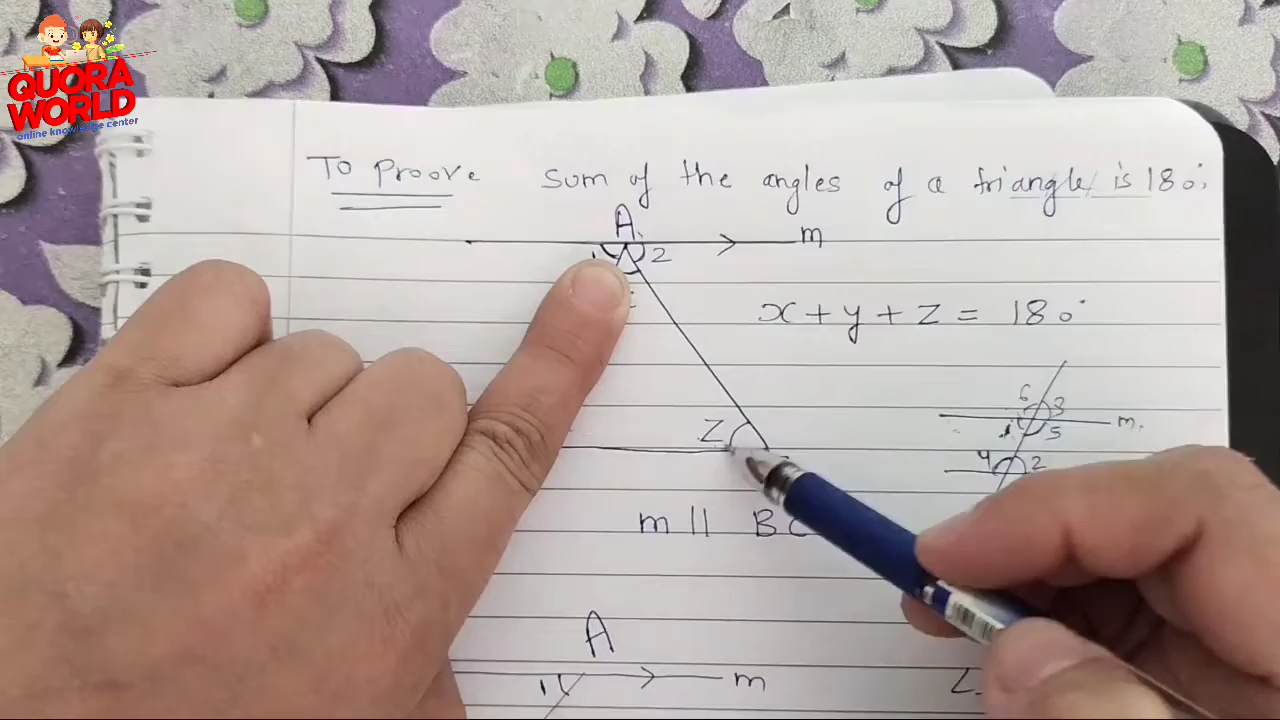 QUORA
WORLD
online knowledge center
To Proove Sum of the angles of a triangle is 180°
A
m
1 2
x + y + z = 180°
6 3
m
5
Z
4 2
m || BC
A
m
1
∠